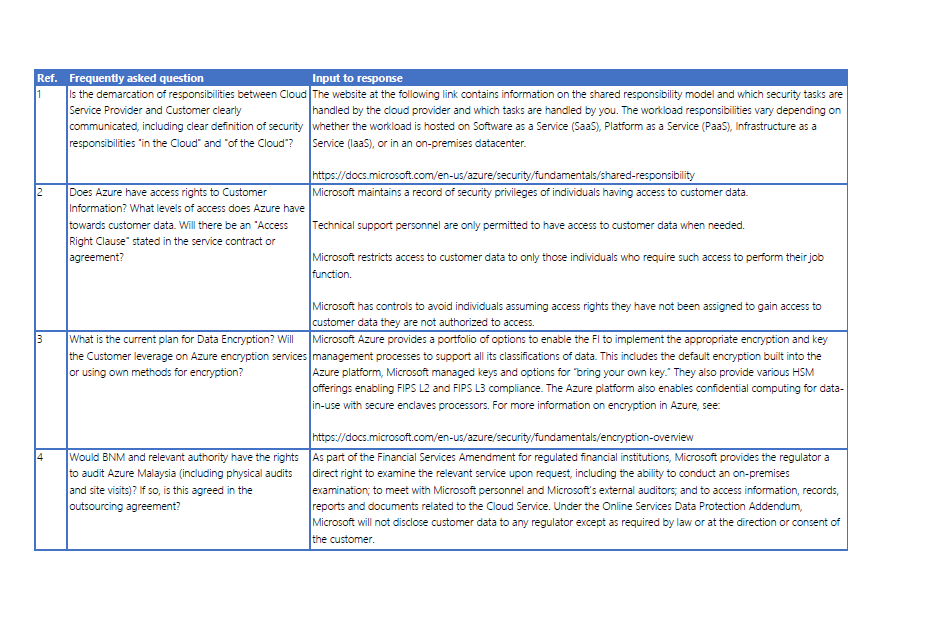 Ref. Frequently asked question Input to response
1 Is the demarcation of responsibilities between Cloud
Service Provider and Customer clearly
communicated, including clear definition of security
responsibilities "in the Cloud" and "of the Cloud"?
The website at the following link contains information on the shared responsibility model and which security tasks are
handled by the cloud provider and which tasks are handled by you. The workload responsibilities vary depending on
whether the workload is hosted on Software as a Service (SaaS), Platform as a Service (PaaS), Infrastructure as a
Service (IaaS), or in an on-premises datacenter.
https://docs.microsoft.com/en-us/azure/security/fundamentals/shared-responsibility
2 Does Azure have access rights to Customer
Information? What levels of access does Azure have
towards customer data. Will there be an "Access
Right Clause" stated in the service contract or
agreement?
Microsoft maintains a record of security privileges of individuals having access to customer data.
Technical support personnel are only permitted to have access to customer data when needed.
Microsoft restricts access to customer data to only those individuals who require such access to perform their job
function.
Microsoft has controls to avoid individuals assuming access rights they have not been assigned to gain access to
customer data they are not authorized to access.
3 What is the current plan for Data Encryption? Will
the Customer leverage on Azure encryption services
or using own methods for encryption?
Microsoft Azure provides a portfolio of options to enable the FI to implement the appropriate encryption and key
management processes to support all its classifications of data. This includes the default encryption built into the
Azure platform, Microsoft managed keys and options for "bring your own key." They also provide various HSM
offerings enabling FIPS L2 and FIPS L3 compliance. The Azure platform also enables confidential computing for data-
in-use with secure enclaves processors. For more information on encryption in Azure, see:
https://docs.microsoft.com/en-us/azure/security/fundamentals/encryption-overview
4 Would BNM and relevant authority have the rights
to audit Azure Malaysia (including physical audits
and site visits)? If so, is this agreed in the
outsourcing agreement?
As part of the Financial Services Amendment for regulated financial institutions, Microsoft provides the regulator a
direct right to examine the relevant service upon request, including the ability to conduct an on-premises
examination; to meet with Microsoft personnel and Microsoft's external auditors; and to access information, records,
reports and documents related to the Cloud Service. Under the Online Services Data Protection Addendum,
Microsoft will not disclose customer data to any regulator except as required by law or at the direction or consent of
the customer.